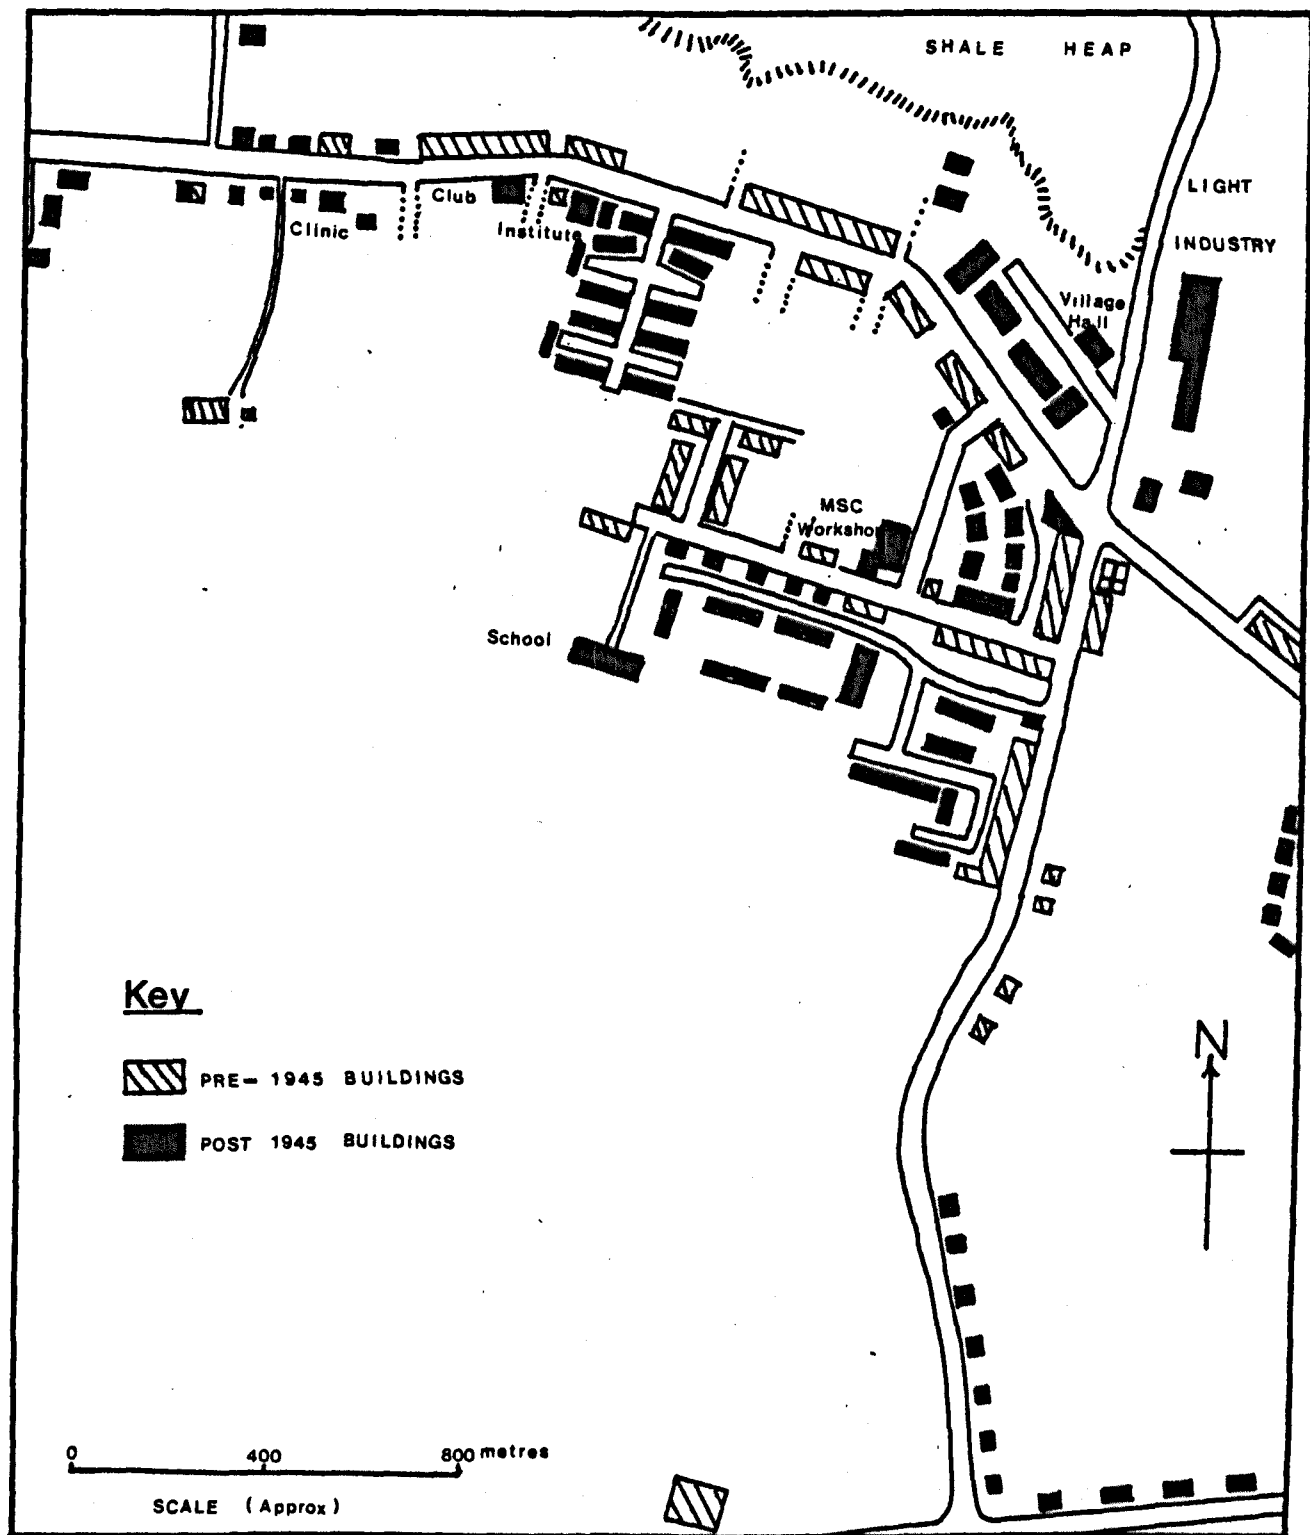 SHALE HEAP
LIGHT
INDUSTRY
Club
Clinic
Institute
Village
Hall
MSC
Workshop
School
Key
PRE- 1945 BUILDINGS
POST 1945 BUILDINGS
N
0 400 800 metres
SCALE (Approx)